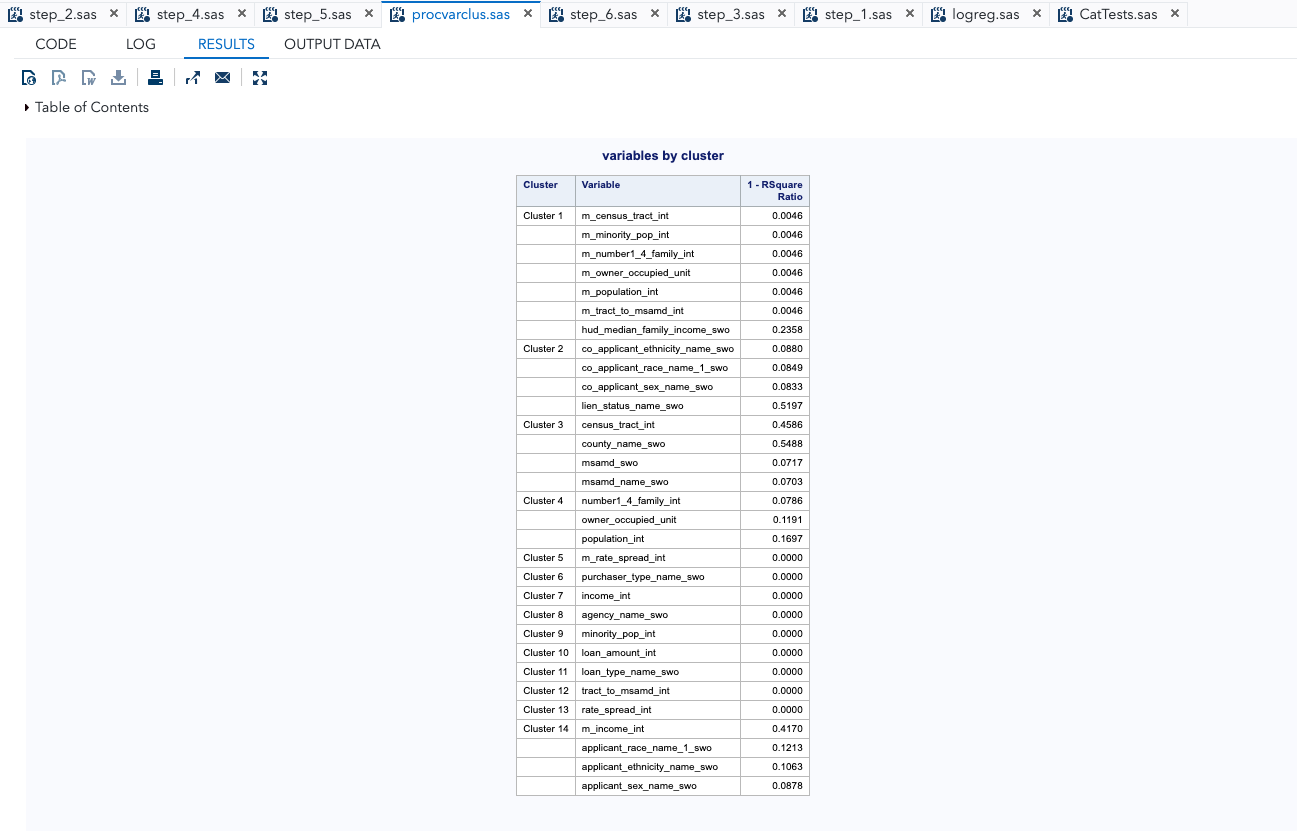 step_2.sas × step_4.sas × step_5.sas × procvarclus.sas × step_6.sas × step_3.sas × step_1.sas × logreg.sas × CatTests.sas ×
CODE LOG RESULTS OUTPUT DATA
Table of Contents
variables by cluster
Cluster Variable 1 - RSquare
Ratio
Cluster 1 m_census_tract_int 0.0046
m_minority_pop_int 0.0046
m_number1_4_family_int 0.0046
m_owner_occupied_unit 0.0046
m_population_int 0.0046
m_tract_to_msamd_int 0.0046
hud_median_family_income_swo 0.2358
Cluster 2 co_applicant_ethnicity_name_swo 0.0880
co_applicant_race_name_1_swo 0.0849
co_applicant_sex_name_swo 0.0833
lien_status_name_swo 0.5197
Cluster 3 census_tract_int 0.4586
county_name_swo 0.5488
msamd_swo 0.0717
msamd_name_swo 0.0703
Cluster 4 number1_4_family_int 0.0786
owner_occupied_unit 0.1191
population_int 0.1697
Cluster 5 m_rate_spread_int 0.0000
Cluster 6 purchaser_type_name_swo 0.0000
Cluster 7 income_int 0.0000
Cluster 8 agency_name_swo 0.0000
Cluster 9 minority_pop_int 0.0000
Cluster 10 loan_amount_int 0.0000
Cluster 11 loan_type_name_swo 0.0000
Cluster 12 tract_to_msamd_int 0.0000
Cluster 13 rate_spread_int 0.0000
Cluster 14 m_income_int 0.4170
applicant_race_name_1_swo 0.1213
applicant_ethnicity_name_swo 0.1063
applicant_sex_name_swo 0.0878